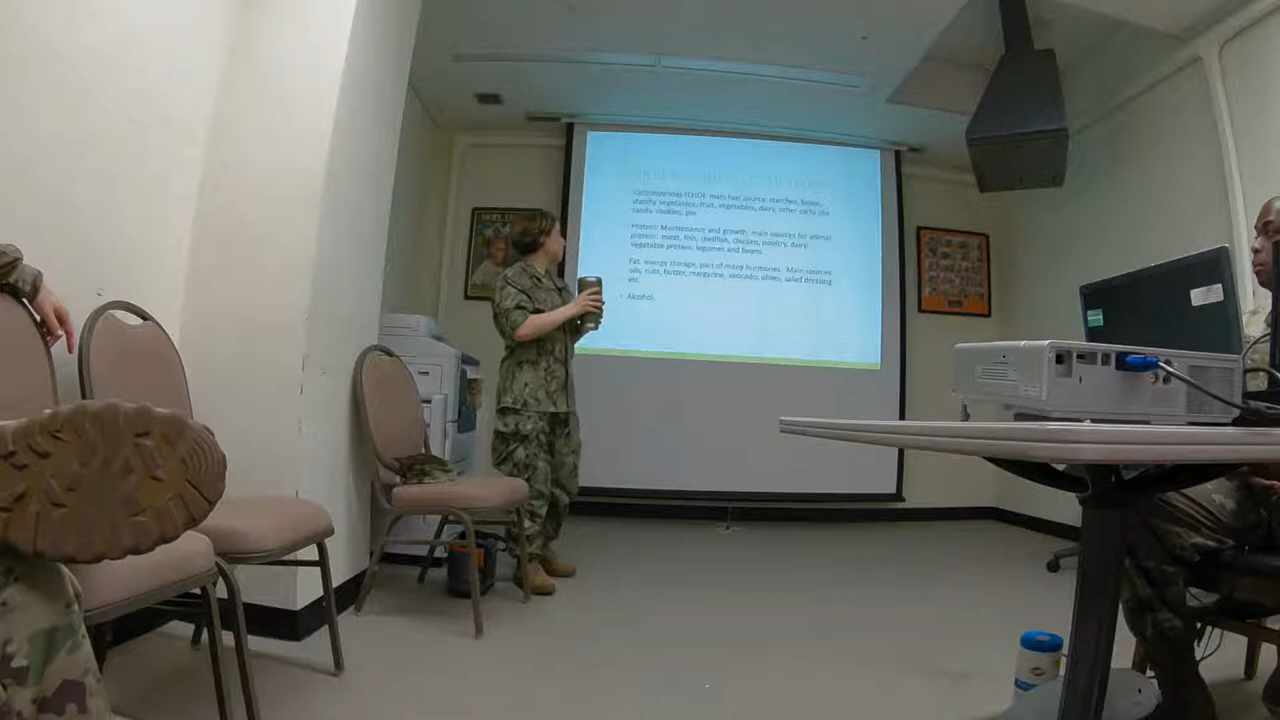 Carbohydrates (CHO): main fuel source: starches, beans,
starchy vegetables, fruit, vegetables, dairy, other carbs like
candy, cookies, pie.
Protein: Maintenance and growth: main sources for animal
protein: meat, fish, shellfish, chicken, poultry, dairy.
vegetable protein: legumes and beans
Fat: energy storage, part of many hormones. Main sources
oils, nuts, butter, margarine, avocado, olives, salad dressing
etc.
Alcohol.